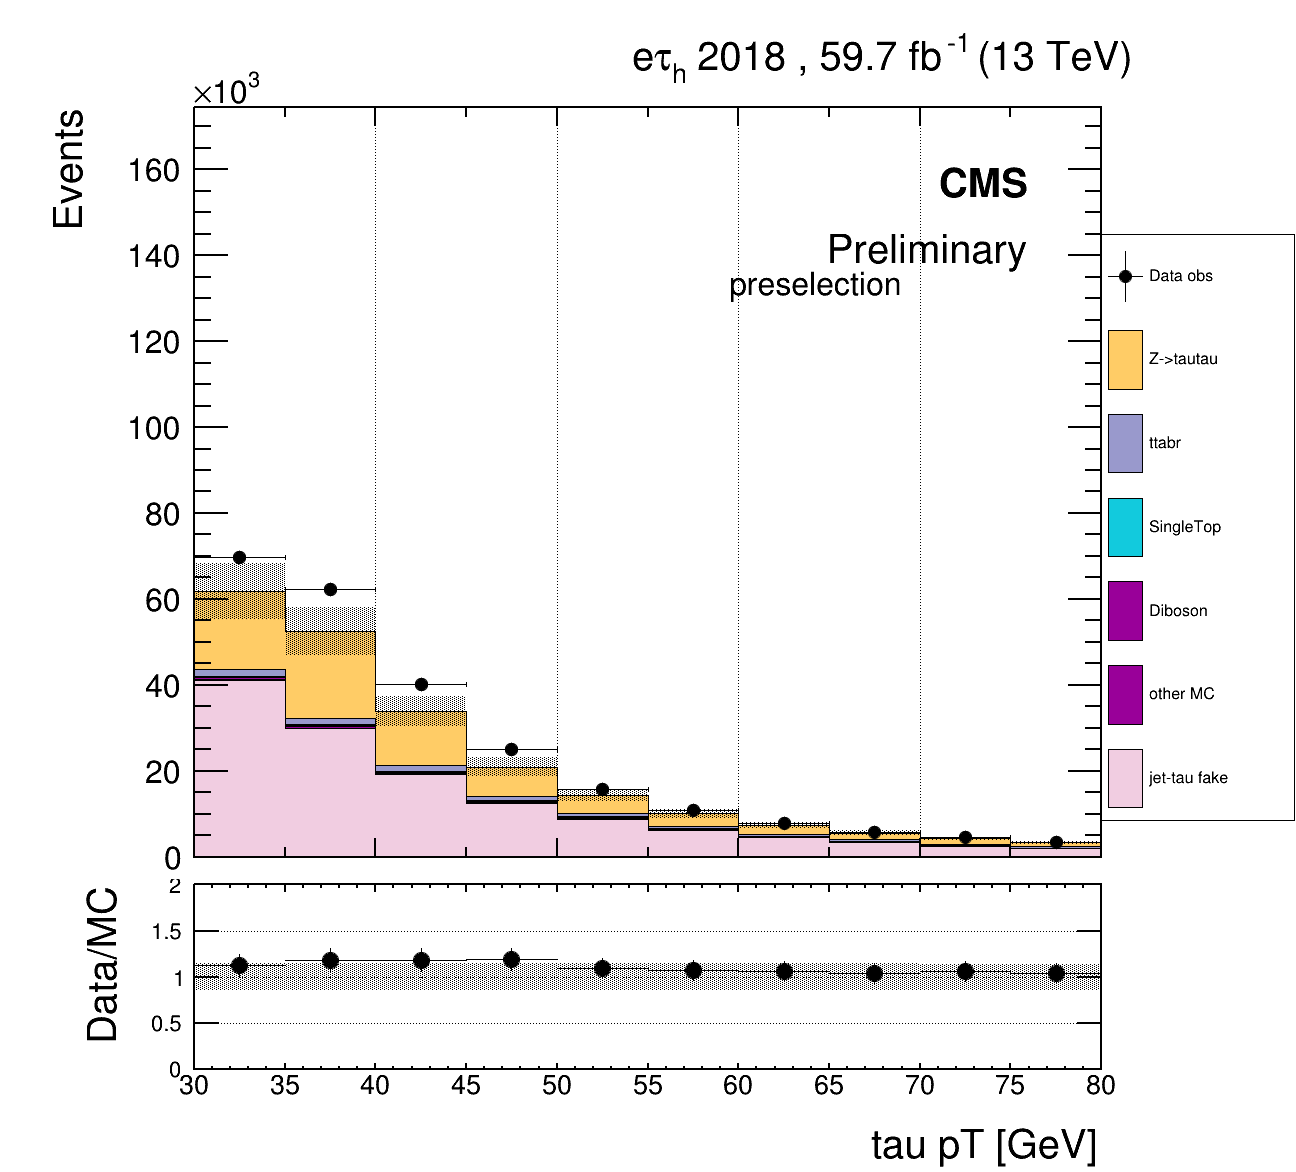 eτh 2018 , 59.7 fb-1 (13 TeV)
×10³
Events
160
140
120
100
80
60
40
20
0
CMS
Preliminary
preselection
Data obs
Z->tautau
ttabr
SingleTop
Diboson
other MC
jet-tau fake
Data/MC
2
1.5
1
0.5
0
30 35 40 45 50 55 60 65 70 75 80
tau pT [GeV]